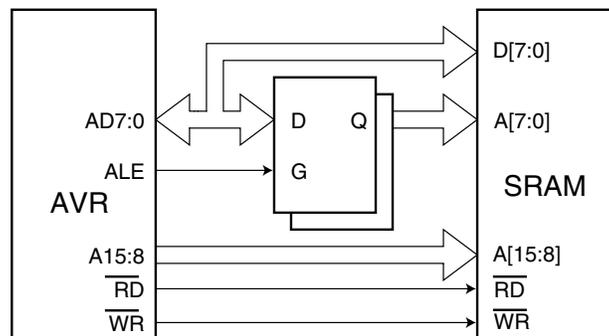 D[7:0]
AD7:0
D
Q
A[7:0]
ALE
G
AVR
SRAM
A15:8
A[15:8]
RD
RD
WR
WR